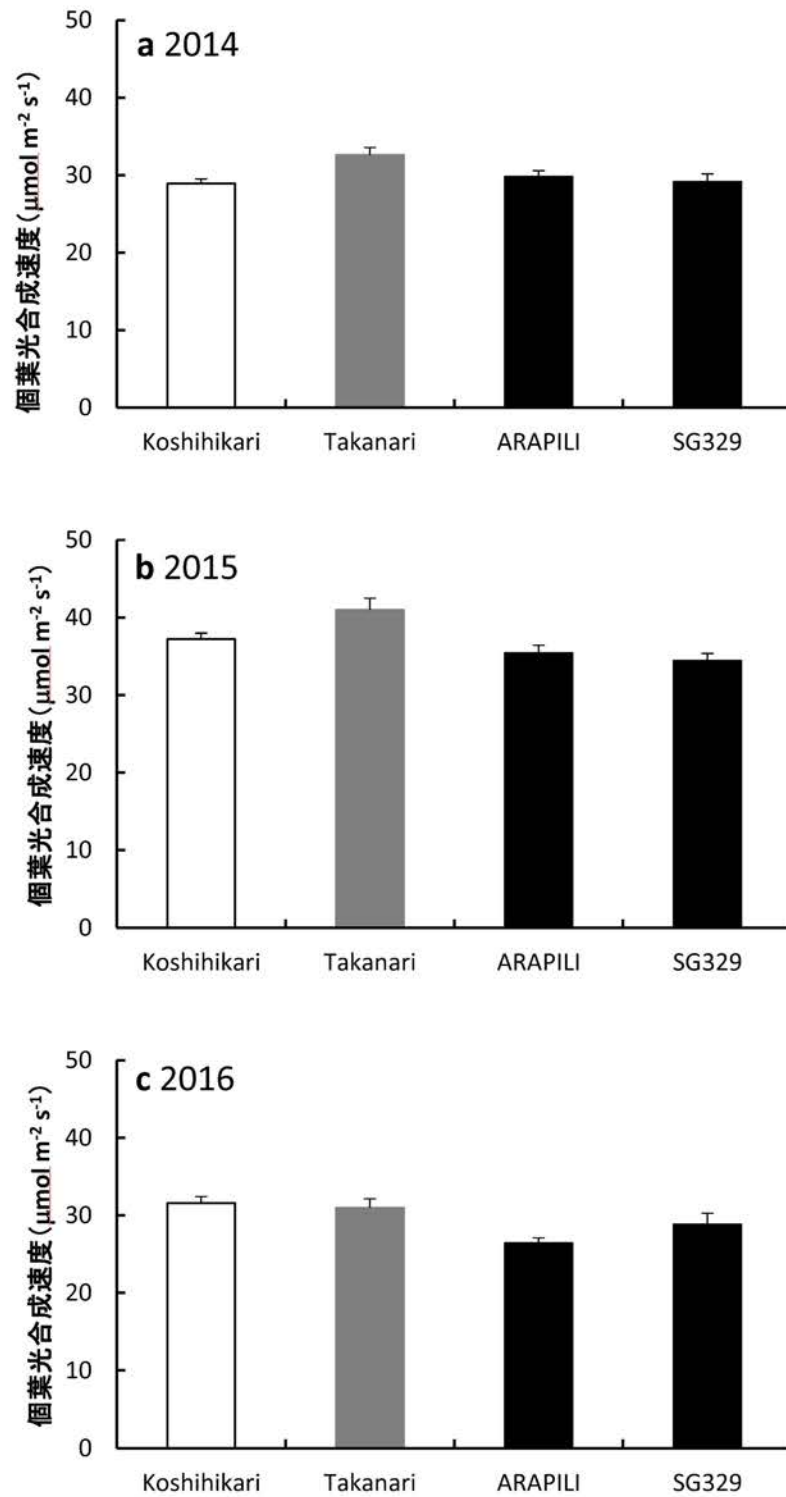 a 2014
個葉光合成速度(μmol m⁻² s⁻¹)
50
40
30
20
10
0
Koshihikari Takanari ARAPILI SG329
b 2015
個葉光合成速度(μmol m⁻² s⁻¹)
50
40
30
20
10
0
Koshihikari Takanari ARAPILI SG329
c 2016
個葉光合成速度(μmol m⁻² s⁻¹)
50
40
30
20
10
0
Koshihikari Takanari ARAPILI SG329